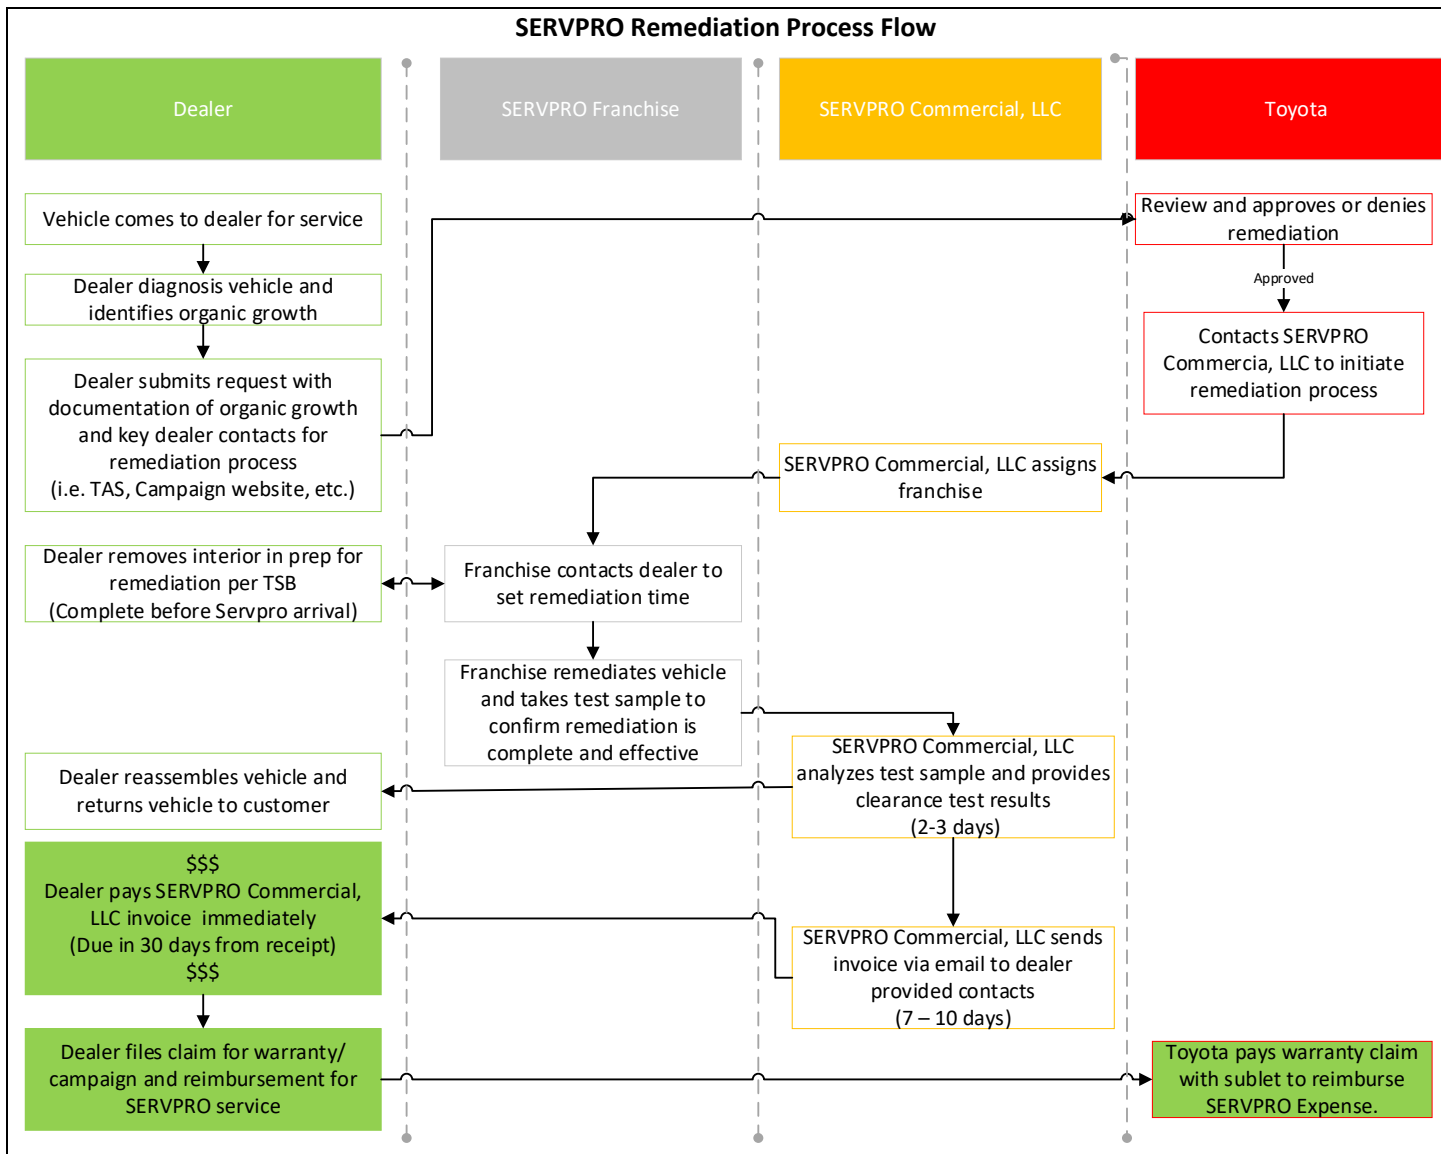 SERVPRO Remediation Process Flow
Dealer
SERVPRO Franchise
SERVPRO Commercial, LLC
Toyota
Vehicle comes to dealer for service
Review and approves or denies
remediation
Approved
Dealer diagnosis vehicle and
identifies organic growth
Contacts SERVPRO
Commercia, LLC to initiate
remediation process
Dealer submits request with
documentation of organic growth
and key dealer contacts for
remediation process
(i.e. TAS, Campaign website, etc.)
SERVPRO Commercial, LLC assigns
franchise
Dealer removes interior in prep for
remediation per TSB
(Complete before Servpro arrival)
Franchise contacts dealer to
set remediation time
Franchise remediates vehicle
and takes test sample to
confirm remediation is
complete and effective
SERVPRO Commercial, LLC
analyzes test sample and provides
clearance test results
(2-3 days)
Dealer reassembles vehicle and
returns vehicle to customer
$$$
Dealer pays SERVPRO Commercial,
LLC invoice immediately
(Due in 30 days from receipt)
$$$
SERVPRO Commercial, LLC sends
invoice via email to dealer
provided contacts
(7 – 10 days)
Dealer files claim for warranty/
campaign and reimbursement for
SERVPRO service
Toyota pays warranty claim
with sublet to reimburse
SERVPRO Expense.